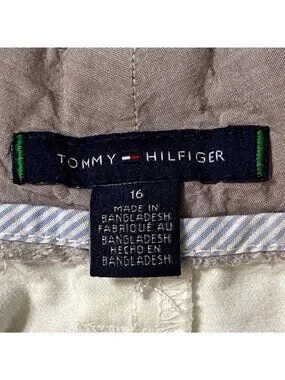 TOMMY HILFIGER
16
MADE IN
BANGLADESH
FABRIQUÉ AU
BANGLADESH
HECHO EN
BANGLADESH